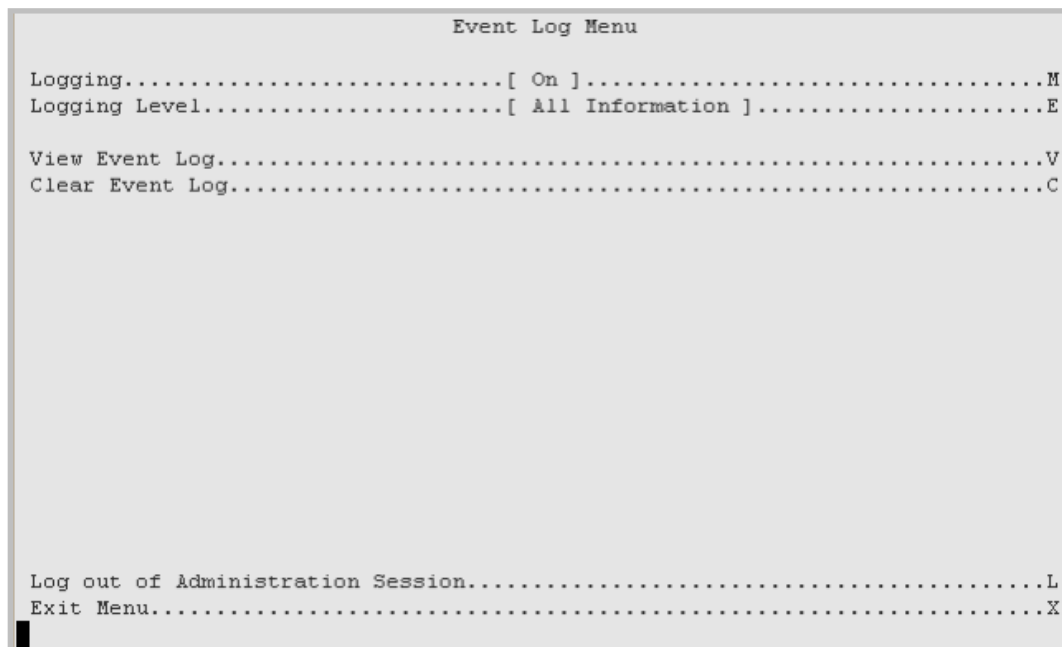 Event Log Menu
Logging.............................[ On ]...................................M
Logging Level.......................[ All Information ]......................E
View Event Log...............................................................V
Clear Event Log..............................................................C
Log out of Administration Session............................................L
Exit Menu....................................................................X